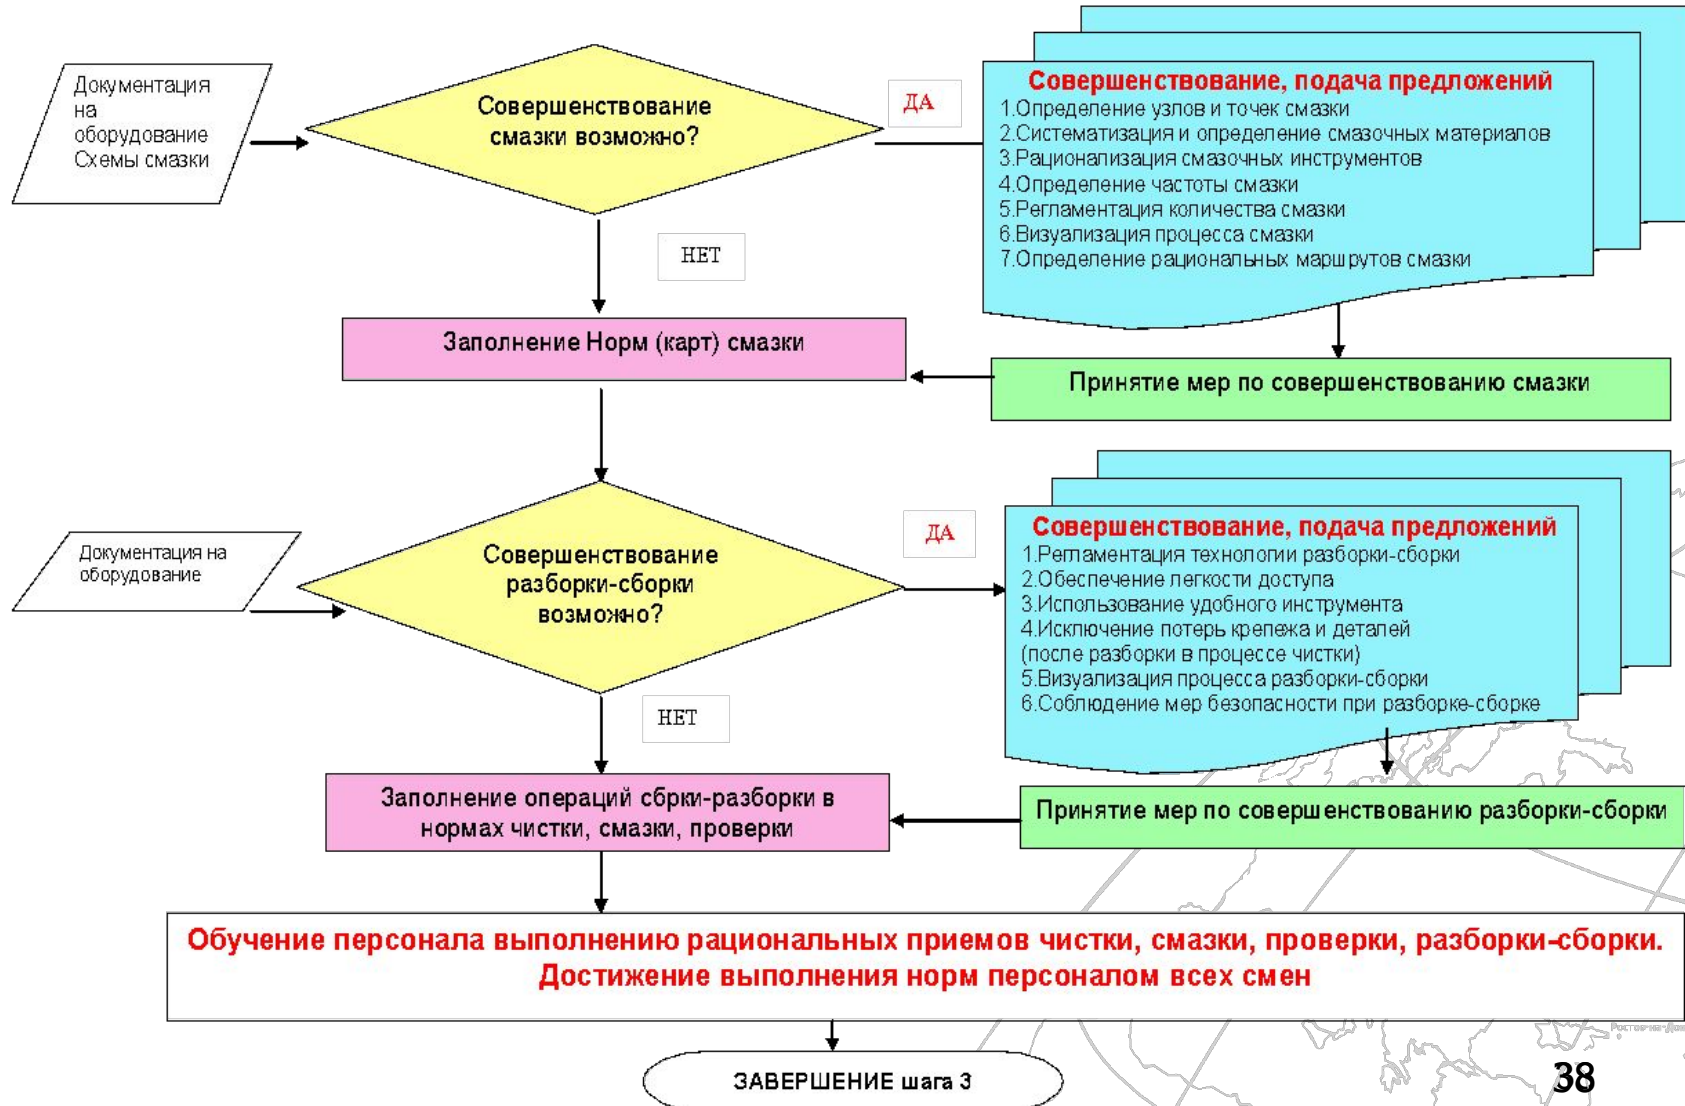 Документация
на
оборудование
Схемы смазки
Совершенствование
смазки возможно?
ДА
Совершенствование, подача предложений
1.Определение узлов и точек смазки
2.Систематизация и определение смазочных материалов
3.Рационализация смазочных инструментов
4.Определение частоты смазки
5.Регламентация количества смазки
6.Визуализация процесса смазки
7.Определение рациональных маршрутов смазки
НЕТ
Заполнение Норм (карт) смазки
Принятие мер по совершенствованию смазки
Документация на
оборудование
Совершенствование
разборки-сборки
возможно?
ДА
Совершенствование, подача предложений
1.Регламентация технологии разборки-сборки
2.Обеспечение легкости доступа
3.Использование удобного инструмента
4.Исключение потерь крепежа и деталей
(после разборки в процессе чистки)
5.Визуализация процесса разборки-сборки
6.Соблюдение мер безопасности при разборке-сборке
НЕТ
Заполнение операций сбрки-разборки в
нормах чистки, смазки, проверки
Принятие мер по совершенствованию разборки-сборки
Обучение персонала выполнению рациональных приемов чистки, смазки, проверки, разборки-сборки.
Достижение выполнения норм персоналом всех смен
Ростов-на-Дон
ЗАВЕРШЕНИЕ шага 3
38